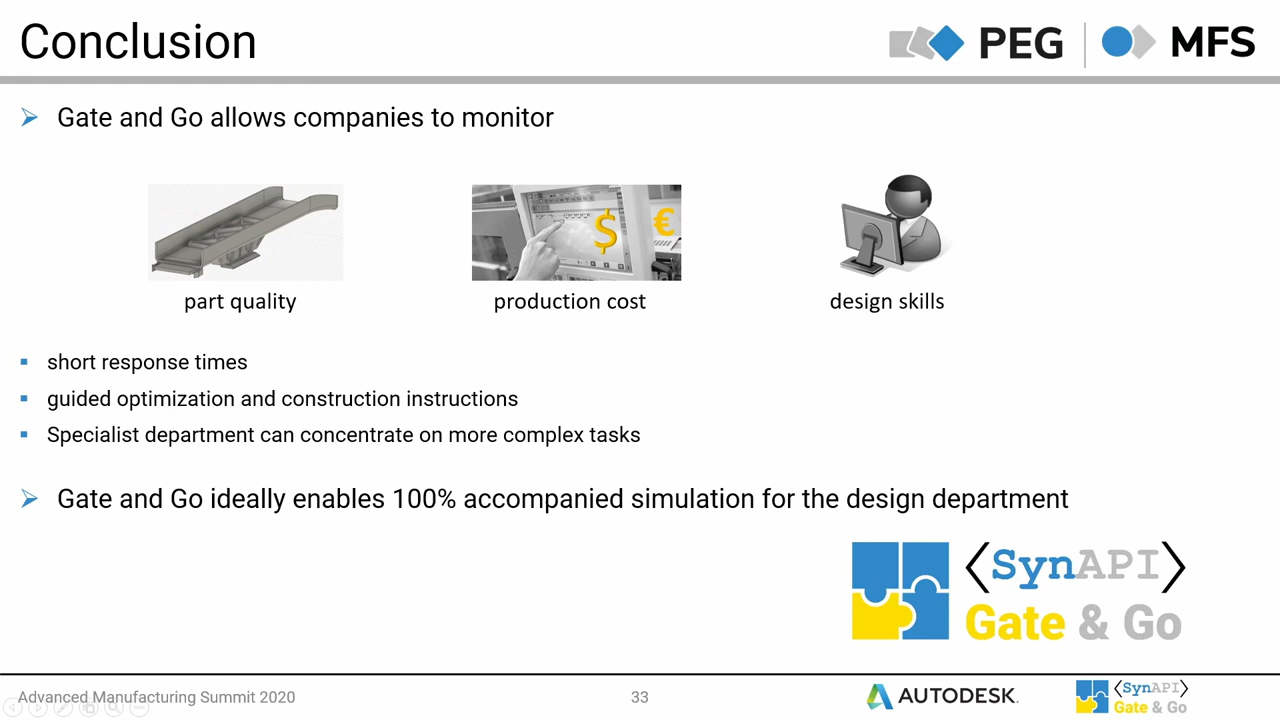 Conclusion
PEG
MFS
Gate and Go allows companies to monitor
$
€
part quality
production cost
design skills
short response times
guided optimization and construction instructions
Specialist department can concentrate on more complex tasks
Gate and Go ideally enables 100% accompanied simulation for the design department
⟨SynAPI⟩
Gate & Go
Advanced Manufacturing Summit 2020
33
AUTODESK.
⟨SynAPI⟩
Gate & Go